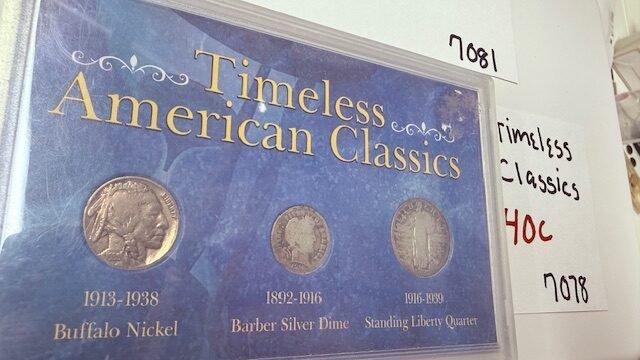 7081
Timeless
American Classics
1913-1938
Buffalo Nickel
1892-1916
Barber Silver Dime
1916-1939
Standing Liberty Quarter
Timeless
Classics
40c
7078